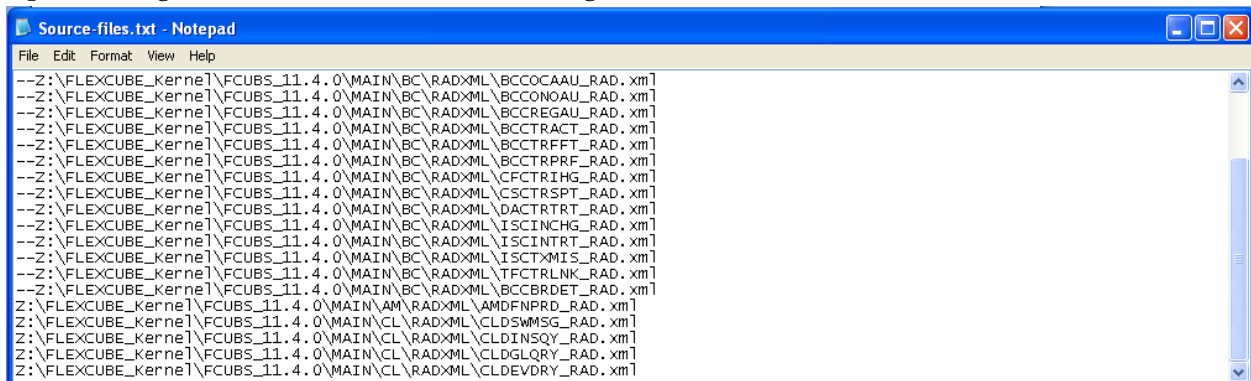 Source-files.txt - Notepad
File Edit Format View Help
--Z:\FLEXCUBE_Kernel\FCUBS_11.4.0\MAIN\BC\RADXML\BCCOCAAU_RAD.xml
--Z:\FLEXCUBE_Kernel\FCUBS_11.4.0\MAIN\BC\RADXML\BCCONOAU_RAD.xml
--Z:\FLEXCUBE_Kernel\FCUBS_11.4.0\MAIN\BC\RADXML\BCCREGAU_RAD.xml
--Z:\FLEXCUBE_Kernel\FCUBS_11.4.0\MAIN\BC\RADXML\BCCTRACT_RAD.xml
--Z:\FLEXCUBE_Kernel\FCUBS_11.4.0\MAIN\BC\RADXML\BCCTRFFT_RAD.xml
--Z:\FLEXCUBE_Kernel\FCUBS_11.4.0\MAIN\BC\RADXML\BCCTRPRF_RAD.xml
--Z:\FLEXCUBE_Kernel\FCUBS_11.4.0\MAIN\BC\RADXML\CFCTRIHG_RAD.xml
--Z:\FLEXCUBE_Kernel\FCUBS_11.4.0\MAIN\BC\RADXML\CSCTRSPT_RAD.xml
--Z:\FLEXCUBE_Kernel\FCUBS_11.4.0\MAIN\BC\RADXML\DACTRTRT_RAD.xml
--Z:\FLEXCUBE_Kernel\FCUBS_11.4.0\MAIN\BC\RADXML\ISCINCHG_RAD.xml
--Z:\FLEXCUBE_Kernel\FCUBS_11.4.0\MAIN\BC\RADXML\ISCINTRT_RAD.xml
--Z:\FLEXCUBE_Kernel\FCUBS_11.4.0\MAIN\BC\RADXML\ISCTXMIS_RAD.xml
--Z:\FLEXCUBE_Kernel\FCUBS_11.4.0\MAIN\BC\RADXML\TFCTRLNK_RAD.xml
--Z:\FLEXCUBE_Kernel\FCUBS_11.4.0\MAIN\BC\RADXML\BCCBRDET_RAD.xml
Z:\FLEXCUBE_Kernel\FCUBS_11.4.0\MAIN\AM\RADXML\AMDFNPRD_RAD.xml
Z:\FLEXCUBE_Kernel\FCUBS_11.4.0\MAIN\CL\RADXML\CLDSWMSG_RAD.xml
Z:\FLEXCUBE_Kernel\FCUBS_11.4.0\MAIN\CL\RADXML\CLDINSQY_RAD.xml
Z:\FLEXCUBE_Kernel\FCUBS_11.4.0\MAIN\CL\RADXML\CLDGLQRY_RAD.xml
Z:\FLEXCUBE_Kernel\FCUBS_11.4.0\MAIN\CL\RADXML\CLDEVDRY_RAD.xml